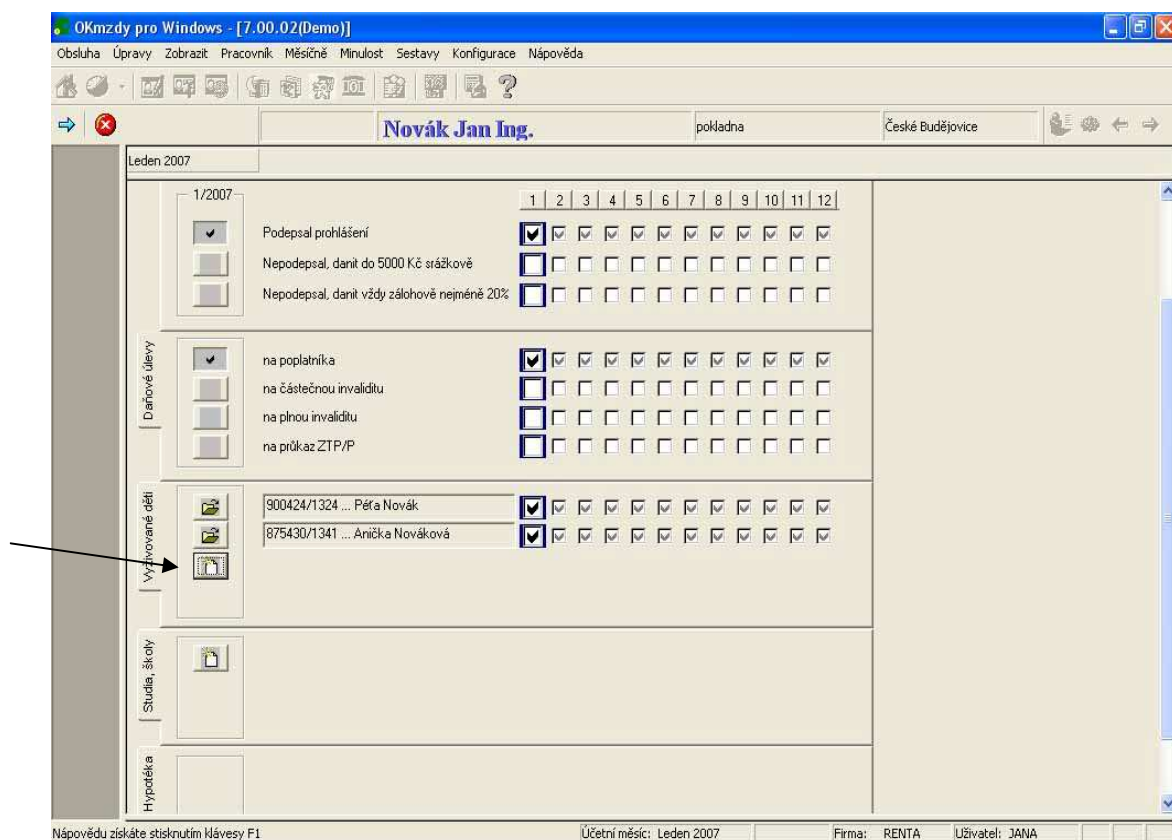 OKmzdy pro Windows - [7.00.02(Demo)]
Obsluha Úpravy Zobrazit Pracovník Měsíčně Minulost Sestavy Konfigurace Nápověda
Novák Jan Ing. pokladna České Budějovice
Leden 2007
1/2007 1 2 3 4 5 6 7 8 9 10 11 12
Podepsal prohlášení
Nepodepsal, danit do 5000 Kč srážkově
Nepodepsal, danit vždy zálohově nejméně 20%
Daňové úlevy
na poplatníka
na částečnou invaliditu
na plnou invaliditu
na průkaz ZTP/P
Vyživované děti
900424/1324 ... Péťa Novák
875430/1341 ... Anička Nováková
Studia, školy
Hypotéka
Nápovědu získáte stisknutím klávesy F1 Účetní měsíc: Leden 2007 Firma: RENTA Uživatel: JANA